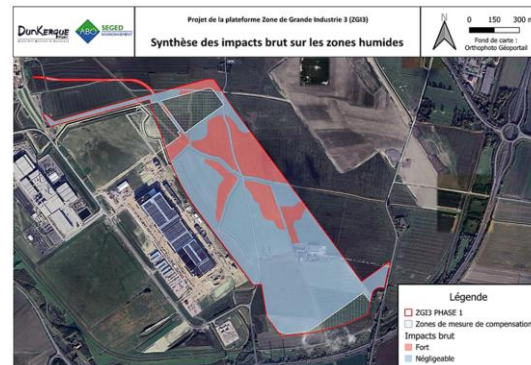 DUNKERQUE
PORT
ABO
SEGED
ENVIRONNEMENT
Projet de la plateforme Zone de Grande Industrie 3 (ZGI3)
Synthèse des impacts brut sur les zones humides
N
0 150 300 m
Fond de carte :
Orthophoto Géoportail
Légende
ZGI3 PHASE 1
Zones de mesure de compensation
Impacts brut
Fort
Négligeable